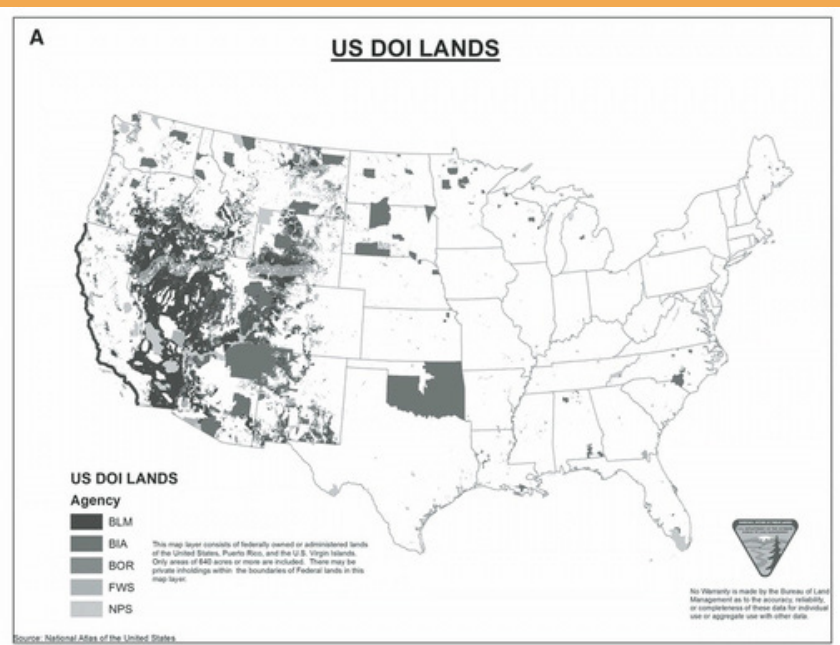 A
US DOI LANDS
US DOI LANDS
Agency
BLM
BIA
BOR
FWS
NPS
This map layer consists of federally owned or administered lands
of the United States, Puerto Rico, and the U.S. Virgin Islands.
Only areas of 640 acres or more are included. There may be
private inholdings within the boundaries of Federal lands in this
map layer.
No Warranty is made by the Bureau of Land
Management as to the accuracy, reliability,
or completeness of these data for individual
use or aggregate use with other data.
Source: National Atlas of the United States